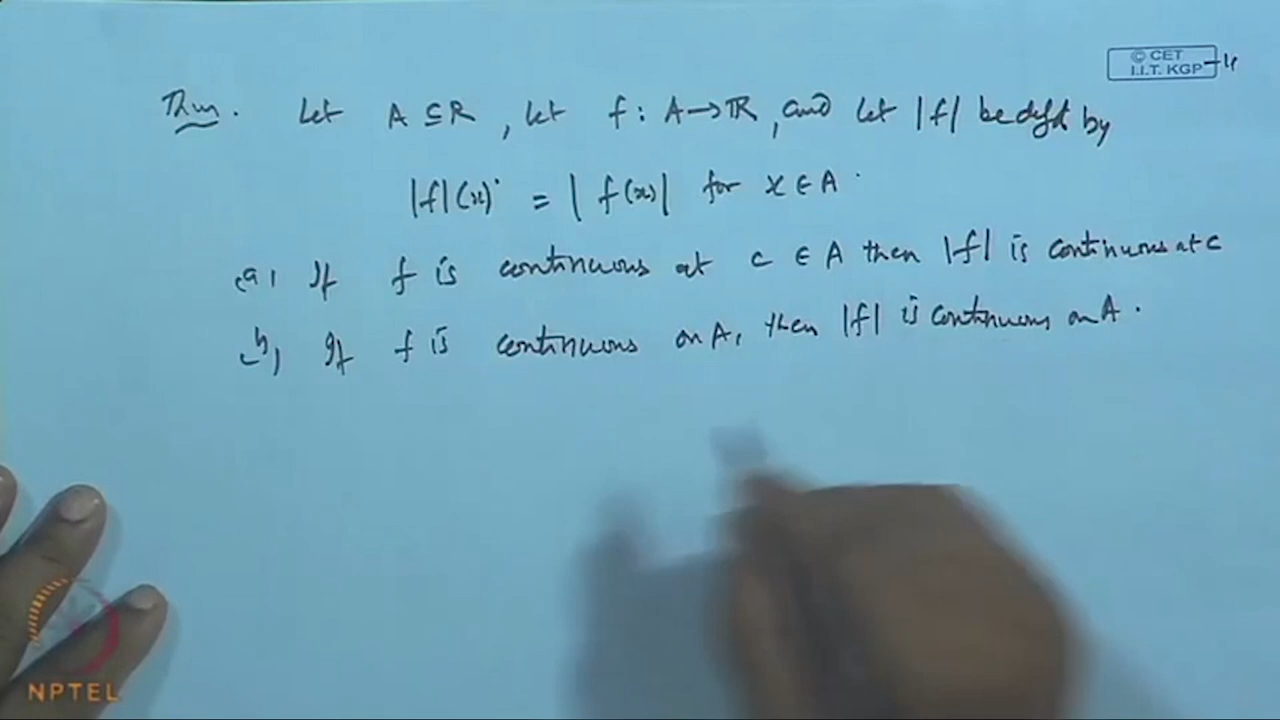 © CET
I.I.T. KGP -4
Thm. Let A ⊆ R, let f : A → R, and let |f| be defd by
|f|(x) = |f(x)| for x ∈ A.
(a) If f is continuous at c ∈ A then |f| is continuous at c
(b) If f is continuous on A, then |f| is continuous on A.
NPTEL